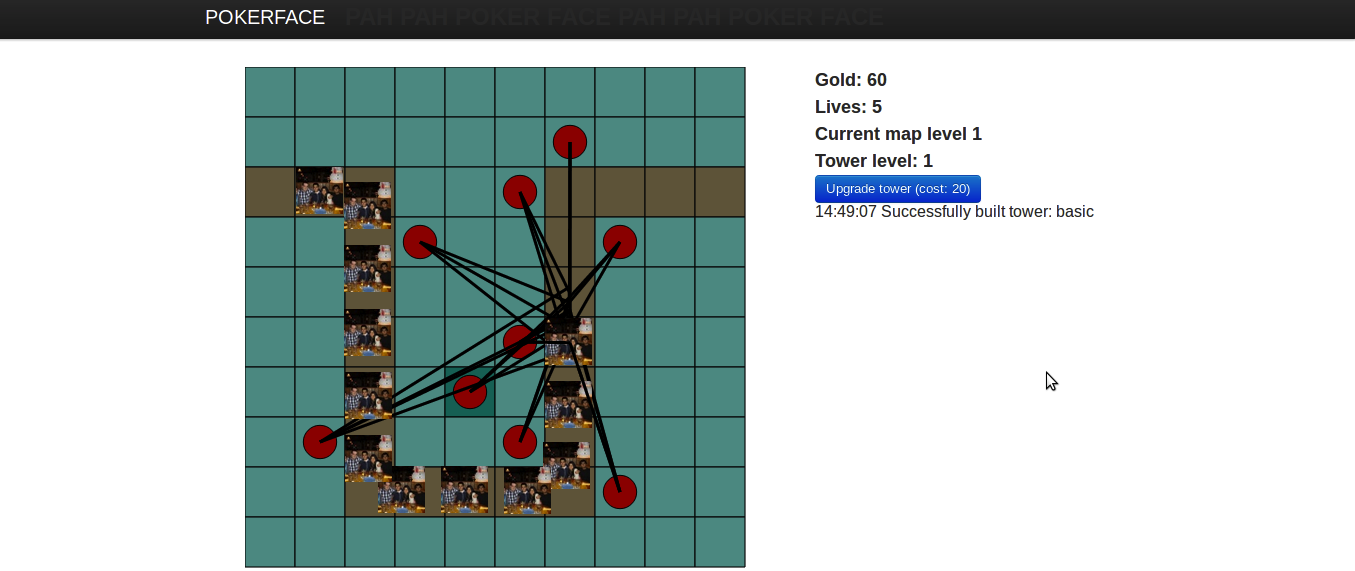 POKERFACE PAH PAH POKER FACE PAH PAH POKER FACE
Gold: 60
Lives: 5
Current map level 1
Tower level: 1
Upgrade tower (cost: 20)
14:49:07 Successfully built tower: basic